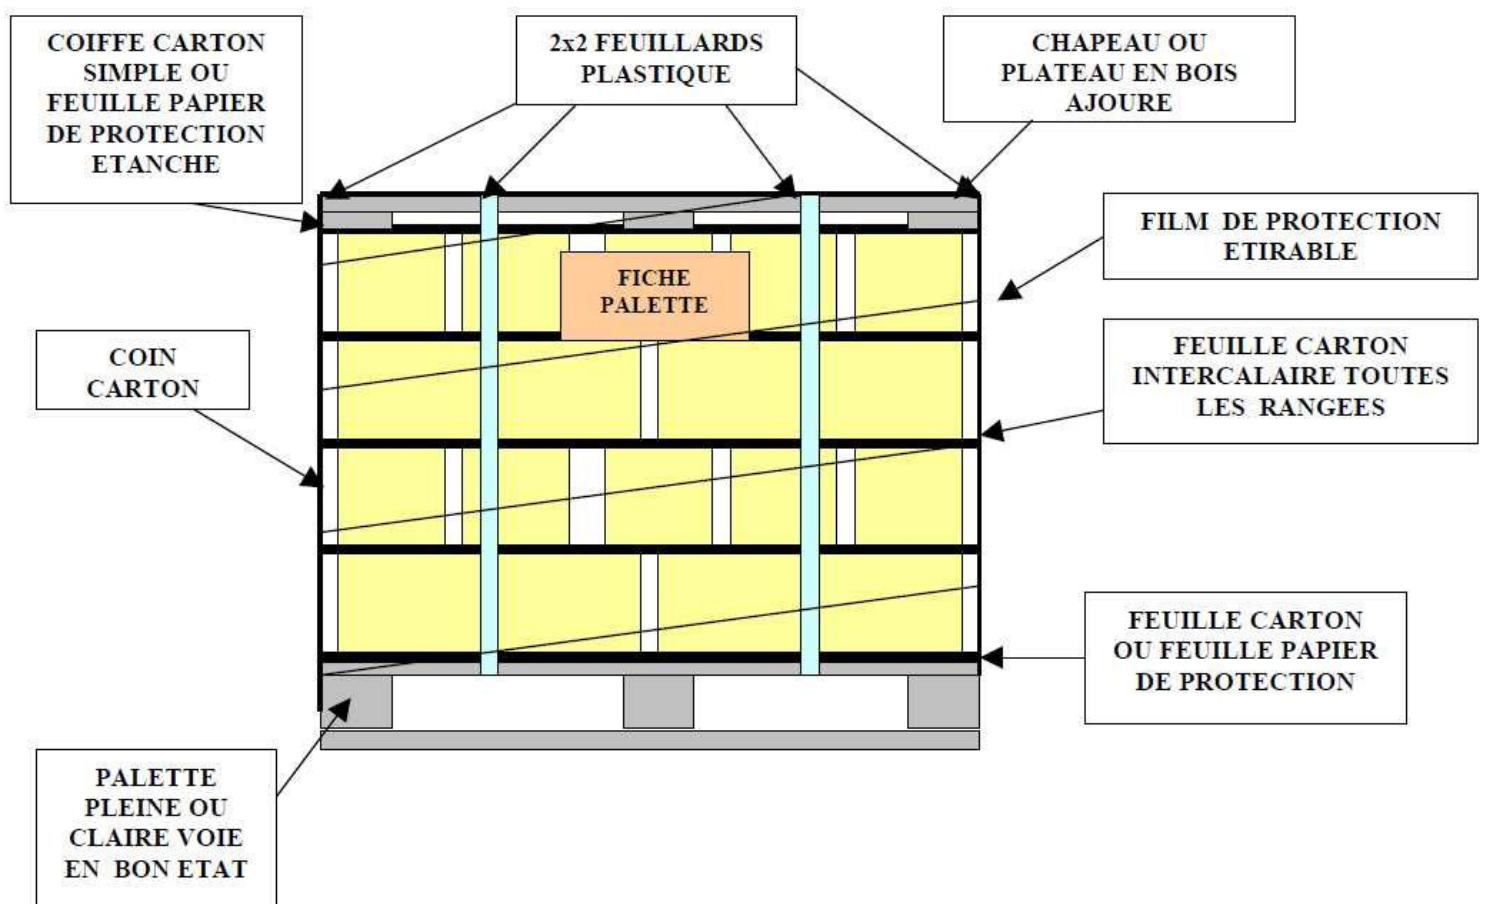 COIFFE CARTON
SIMPLE OU
FEUILLE PAPIER
DE PROTECTION
ETANCHE
2x2 FEUILLARDS
PLASTIQUE
CHAPEAU OU
PLATEAU EN BOIS
AJOURE
FILM DE PROTECTION
ETIRABLE
FICHE
PALETTE
COIN
CARTON
FEUILLE CARTON
INTERCALAIRE TOUTES
LES RANGEES
FEUILLE CARTON
OU FEUILLE PAPIER
DE PROTECTION
PALETTE
PLEINE OU
CLAIRE VOIE
EN BON ETAT